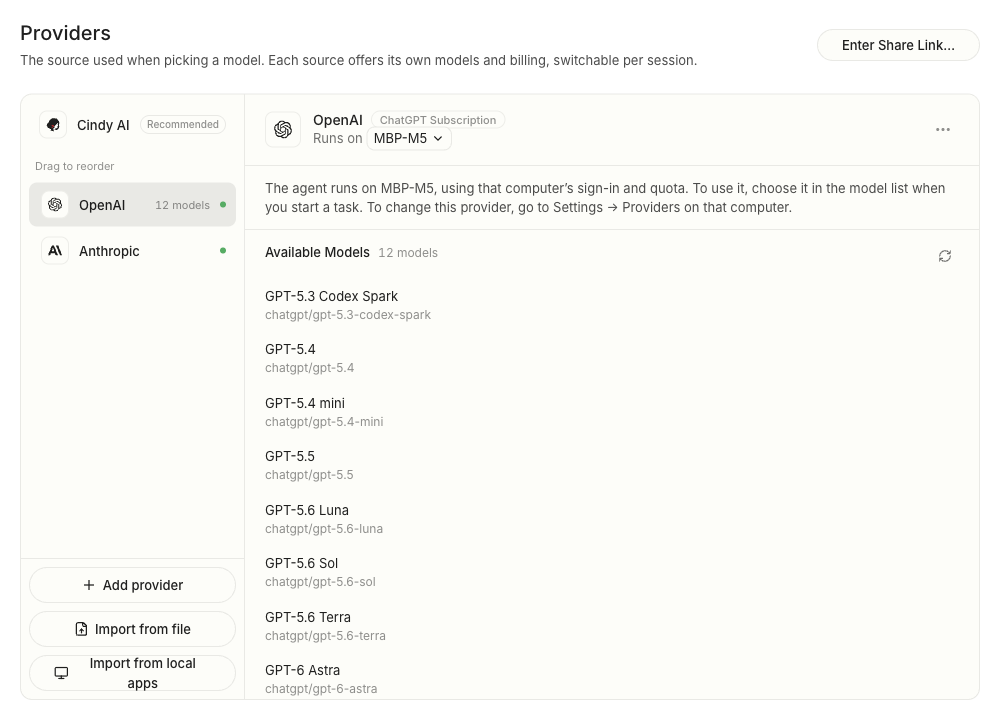 Providers
The source used when picking a model. Each source offers its own models and billing, switchable per session.
Enter Share Link...
Cindy AI
Recommended
Drag to reorder
OpenAI
12 models
Anthropic
Add provider
Import from file
Import from local
apps
OpenAI
ChatGPT Subscription
Runs on
MBP-M5
The agent runs on MBP-M5, using that computer's sign-in and quota. To use it, choose it in the model list when
you start a task. To change this provider, go to Settings → Providers on that computer.
Available Models
12 models
GPT-5.3 Codex Spark
chatgpt/gpt-5.3-codex-spark
GPT-5.4
chatgpt/gpt-5.4
GPT-5.4 mini
chatgpt/gpt-5.4-mini
GPT-5.5
chatgpt/gpt-5.5
GPT-5.6 Luna
chatgpt/gpt-5.6-luna
GPT-5.6 Sol
chatgpt/gpt-5.6-sol
GPT-5.6 Terra
chatgpt/gpt-5.6-terra
GPT-6 Astra
chatgpt/gpt-6-astra